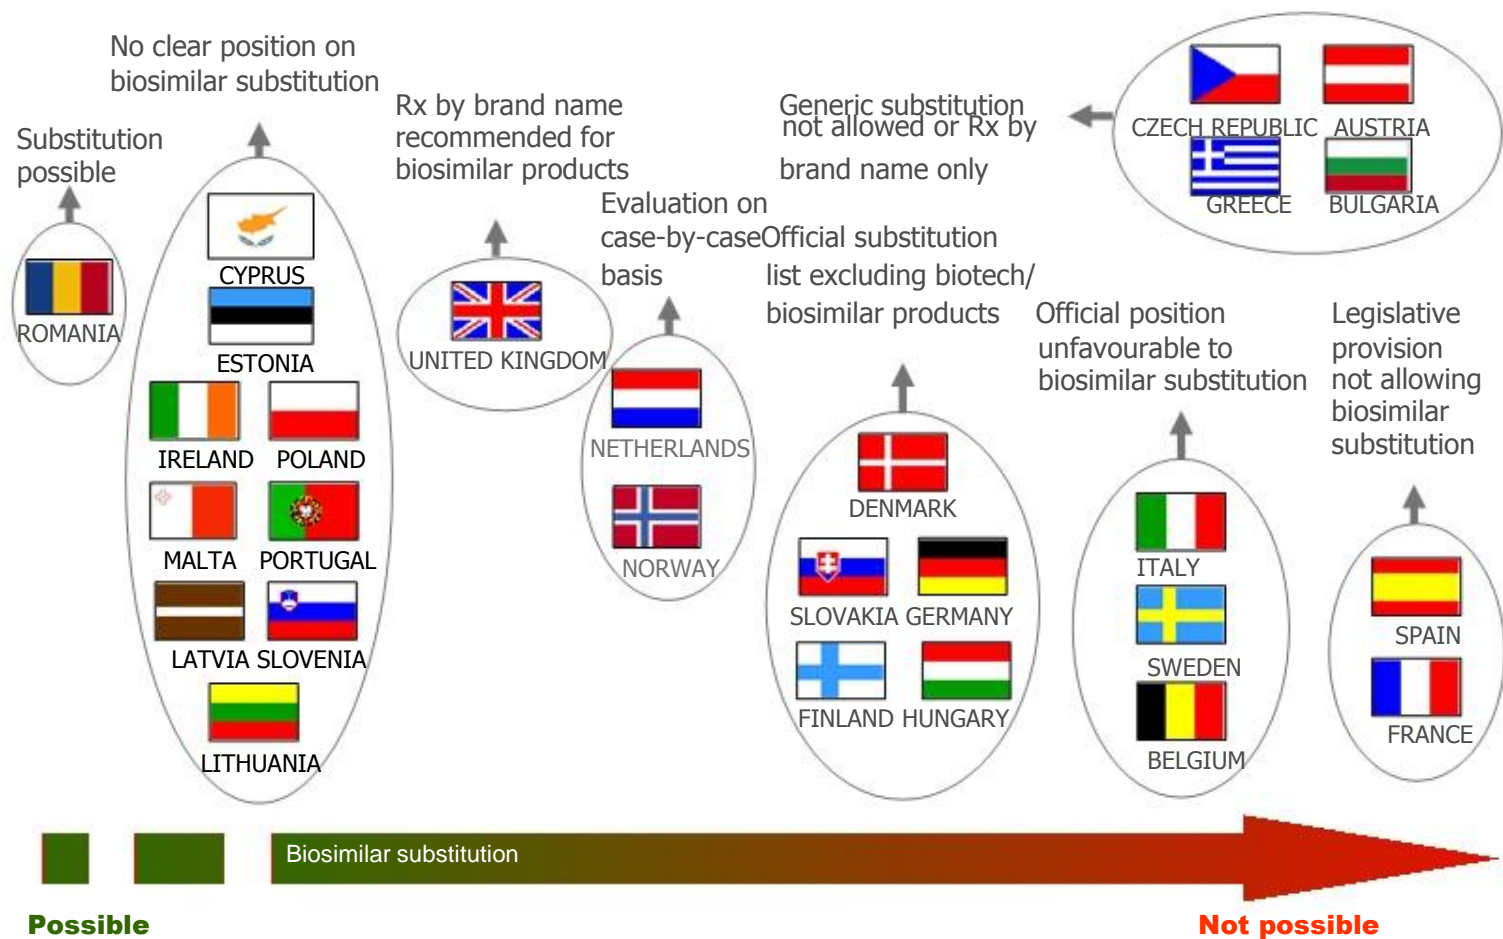 No clear position on
biosimilar substitution
Substitution
possible
ROMANIA
CYPRUS
ESTONIA
IRELAND POLAND
MALTA PORTUGAL
LATVIA SLOVENIA
LITHUANIA
Rx by brand name
recommended for
biosimilar products
UNITED KINGDOM
Evaluation on
case-by-case
basis
NETHERLANDS
NORWAY
Generic substitution
not allowed or Rx by
brand name only
CZECH REPUBLIC AUSTRIA
GREECE BULGARIA
Official substitution
list excluding biotech/
biosimilar products
DENMARK
SLOVAKIA GERMANY
FINLAND HUNGARY
Official position
unfavourable to
biosimilar substitution
ITALY
SWEDEN
BELGIUM
Legislative
provision
not allowing
biosimilar
substitution
SPAIN
FRANCE
Biosimilar substitution
Possible
Not possible